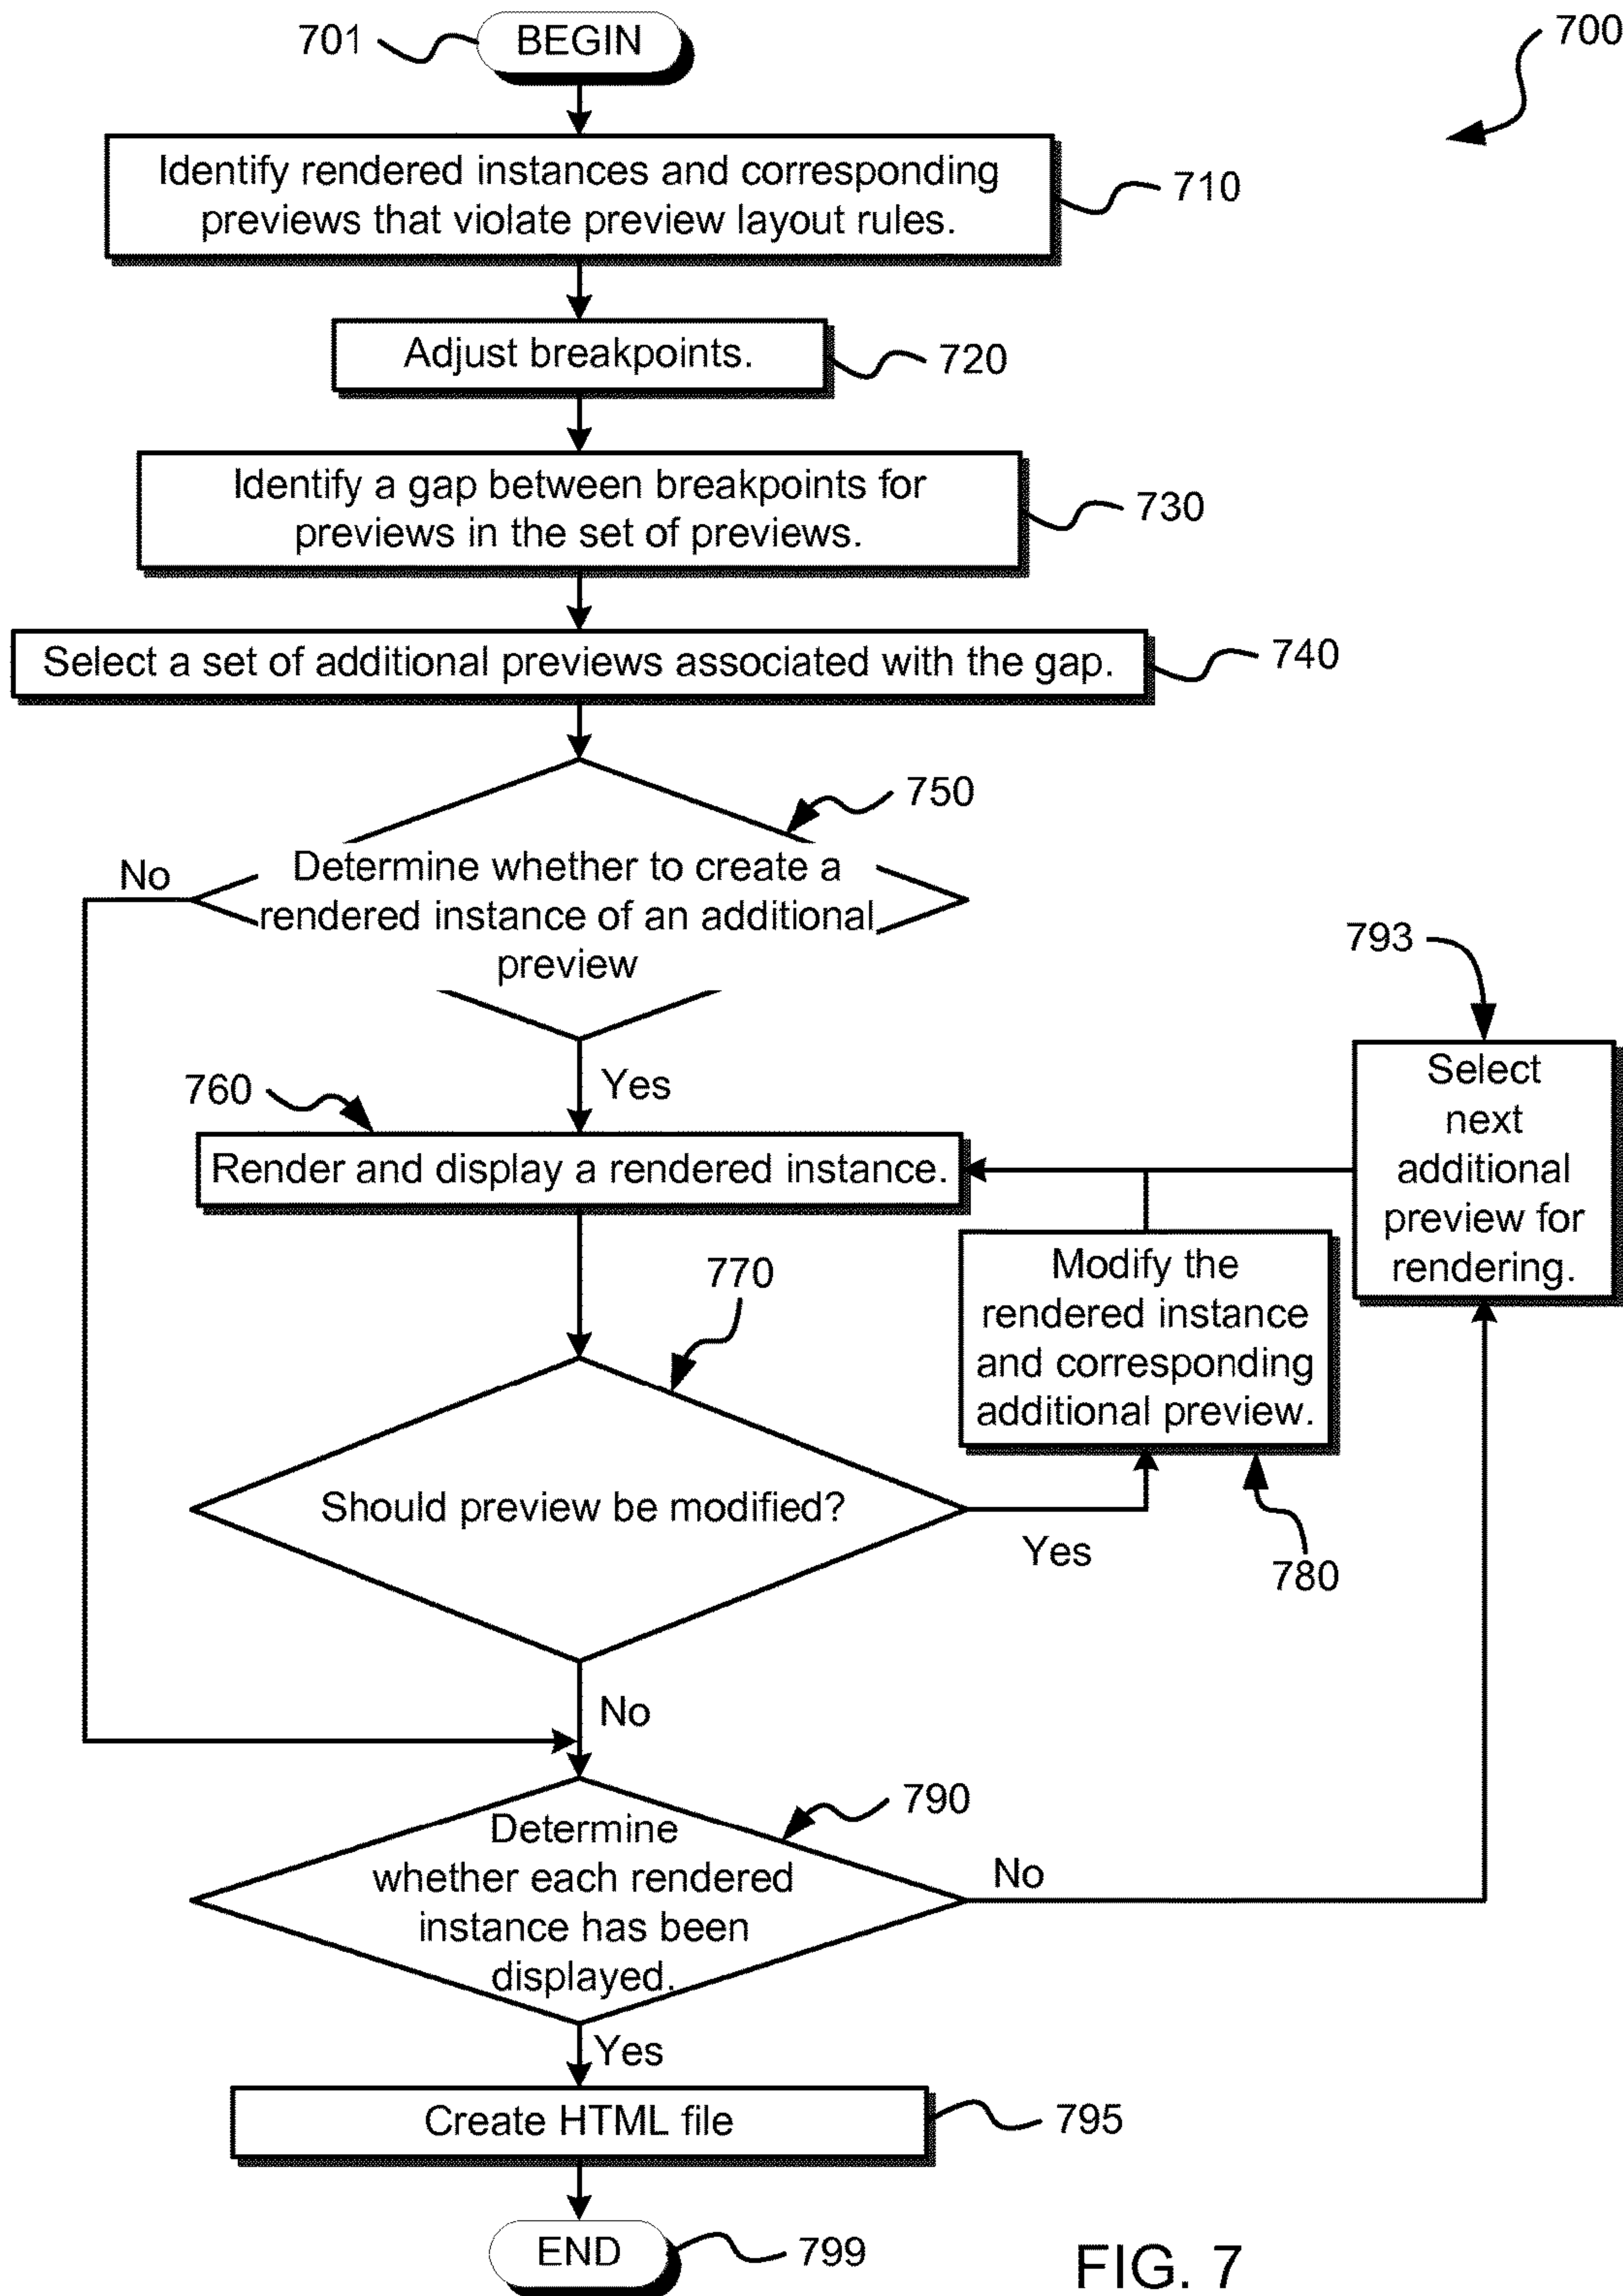 701
BEGIN
700
Identify rendered instances and corresponding
previews that violate preview layout rules.
710
Adjust breakpoints.
720
Identify a gap between breakpoints for
previews in the set of previews.
730
Select a set of additional previews associated with the gap.
740
750
No
Determine whether to create a
rendered instance of an additional
preview
793
Yes
760
Render and display a rendered instance.
Select
next
additional
preview for
rendering.
770
Modify the
rendered instance
and corresponding
additional preview.
Should preview be modified?
Yes
780
No
790
Determine
whether each rendered
instance has been
displayed.
No
Yes
Create HTML file
795
END
799
FIG. 7